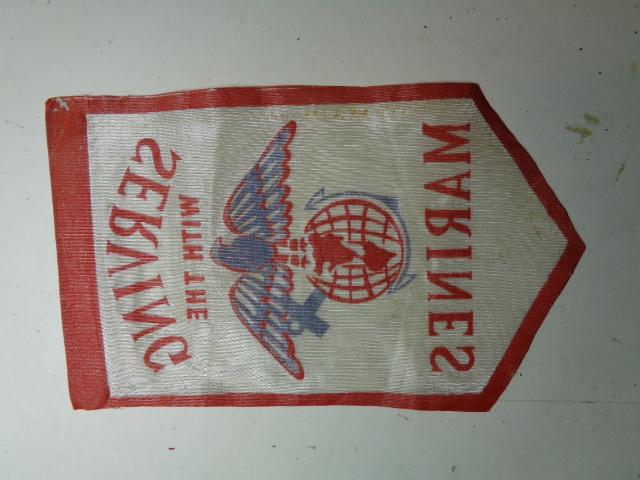 SERVING
WITH THE
MARINES